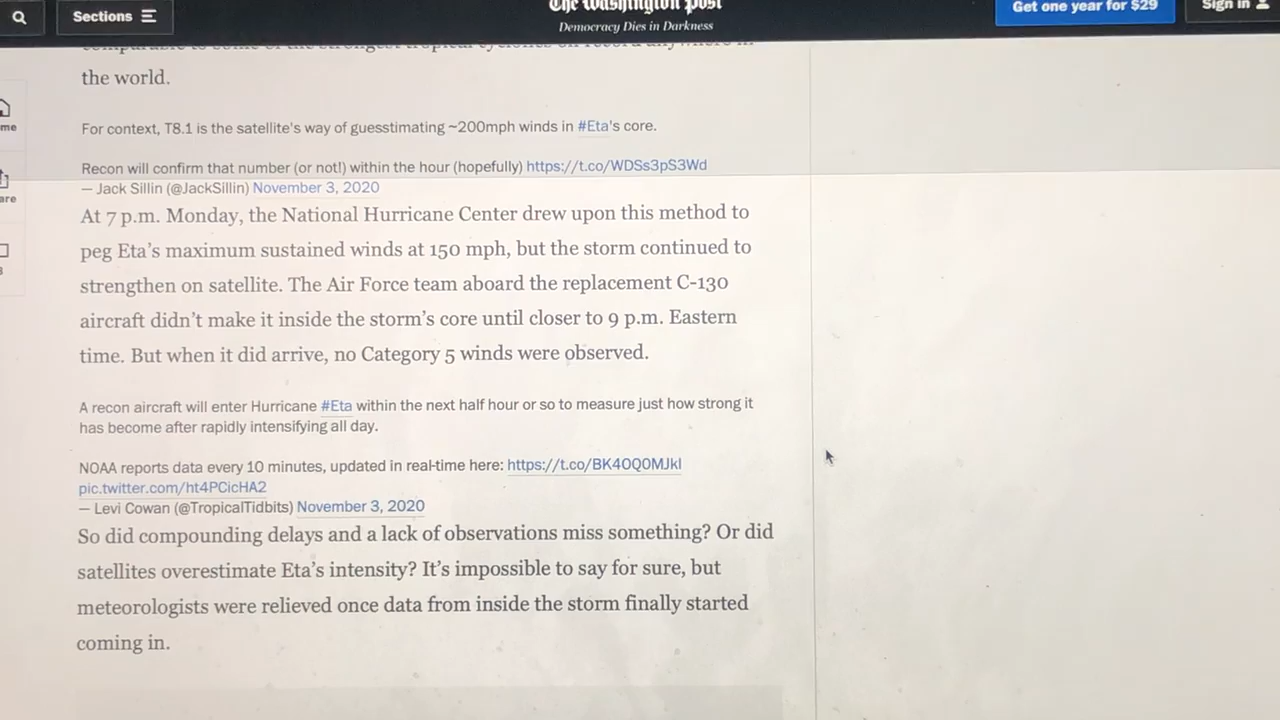 The Washington Post
Get one year for $29
Sign in
Sections
Democracy Dies in Darkness
comparable to some of the strongest tropical cyclones on record anywhere in
the world.
me
For context, T8.1 is the satellite's way of guesstimating ~200mph winds in #Eta's core.
Recon will confirm that number (or not!) within the hour (hopefully) https://t.co/WDSs3pS3Wd
are
— Jack Sillin (@JackSillin) November 3, 2020
At 7 p.m. Monday, the National Hurricane Center drew upon this method to
peg Eta's maximum sustained winds at 150 mph, but the storm continued to
strengthen on satellite. The Air Force team aboard the replacement C-130
aircraft didn't make it inside the storm's core until closer to 9 p.m. Eastern
time. But when it did arrive, no Category 5 winds were observed.
A recon aircraft will enter Hurricane #Eta within the next half hour or so to measure just how strong it
has become after rapidly intensifying all day.
NOAA reports data every 10 minutes, updated in real-time here: https://t.co/BK4OQ0MJkI
pic.twitter.com/ht4PCicHA2
— Levi Cowan (@TropicalTidbits) November 3, 2020
So did compounding delays and a lack of observations miss something? Or did
satellites overestimate Eta's intensity? It's impossible to say for sure, but
meteorologists were relieved once data from inside the storm finally started
coming in.